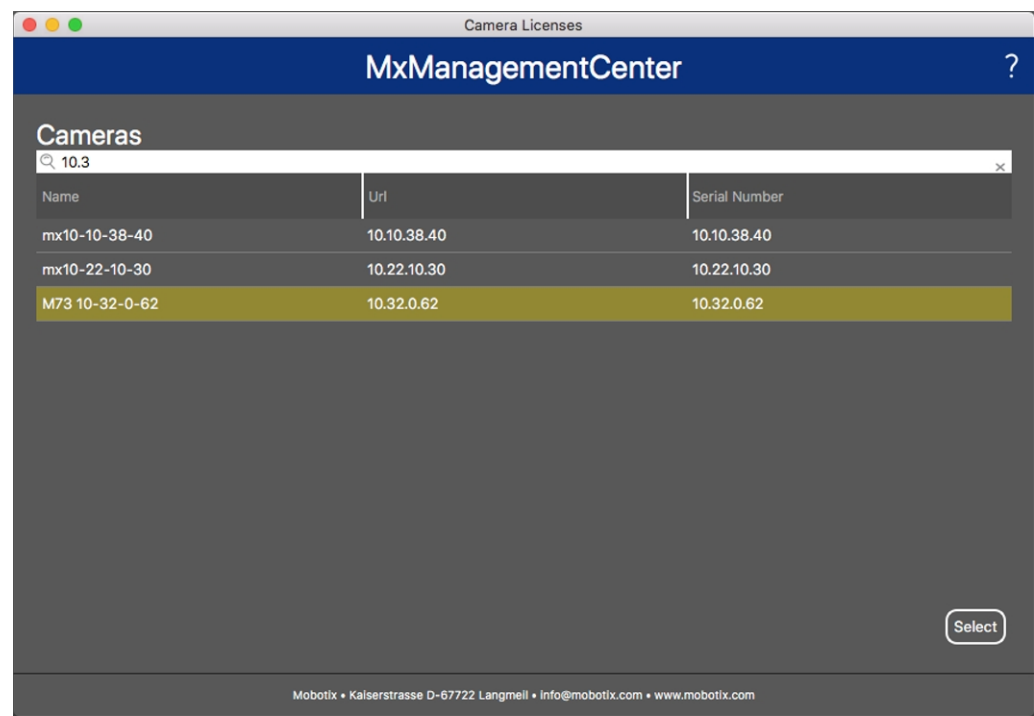 Camera Licenses
MxManagementCenter ?
Cameras
10.3 ×
Name Url Serial Number
mx10-10-38-40 10.10.38.40 10.10.38.40
mx10-22-10-30 10.22.10.30 10.22.10.30
M73 10-32-0-62 10.32.0.62 10.32.0.62
Select
Mobotix • Kaiserstrasse D-67722 Langmeil • info@mobotix.com • www.mobotix.com